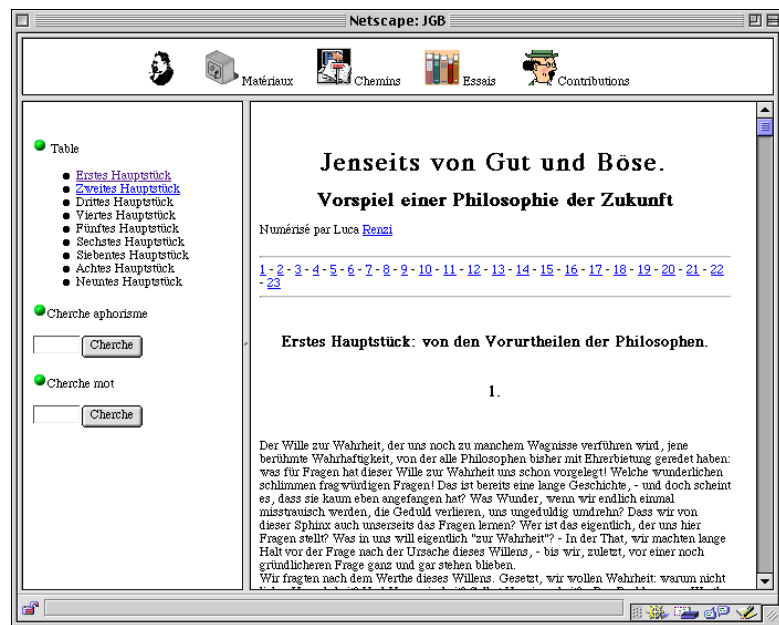 Netscape: JGB
Matériaux
Chemins
Essais
Contributions
Table
Erstes Hauptstück
Zweites Hauptstück
Drittes Hauptstück
Viertes Hauptstück
Fünftes Hauptstück
Sechstes Hauptstück
Siebentes Hauptstück
Achtes Hauptstück
Neuntes Hauptstück
Cherche aphorisme
Cherche
Cherche mot
Cherche
Jenseits von Gut und Böse.
Vorspiel einer Philosophie der Zukunft
Numérisé par Luca Renzi
1 - 2 - 3 - 4 - 5 - 6 - 7 - 8 - 9 - 10 - 11 - 12 - 13 - 14 - 15 - 16 - 17 - 18 - 19 - 20 - 21 - 22
- 23
Erstes Hauptstück: von den Vorurtheilen der Philosophen.
1.
Der Wille zur Wahrheit, der uns noch zu manchem Wagnisse verführen wird, jene
berühmte Wahrhaftigkeit, von der alle Philosophen bisher mit Ehrerbietung geredet haben:
was für Fragen hat dieser Wille zur Wahrheit uns schon vorgelegt! Welche wunderlichen
schlimmen fragwürdigen Fragen! Das ist bereits eine lange Geschichte, - und doch scheint
es, dass sie kaum eben angefangen hat? Was Wunder, wenn wir endlich einmal
misstrauisch werden, die Geduld verlieren, uns ungeduldig umdrehn? Dass wir von
dieser Sphinx auch unserseits das Fragen lernen? Wer ist das eigentlich, der uns hier
Fragen stellt? Was in uns will eigentlich "zur Wahrheit"? - In der That, wir machten lange
Halt vor der Frage nach der Ursache dieses Willens, - bis wir, zuletzt, vor einer noch
gründlicheren Frage ganz und gar stehen blieben.
Wir fragten nach dem Werthe dieses Willens. Gesetzt, wir wollen Wahrheit: warum nicht